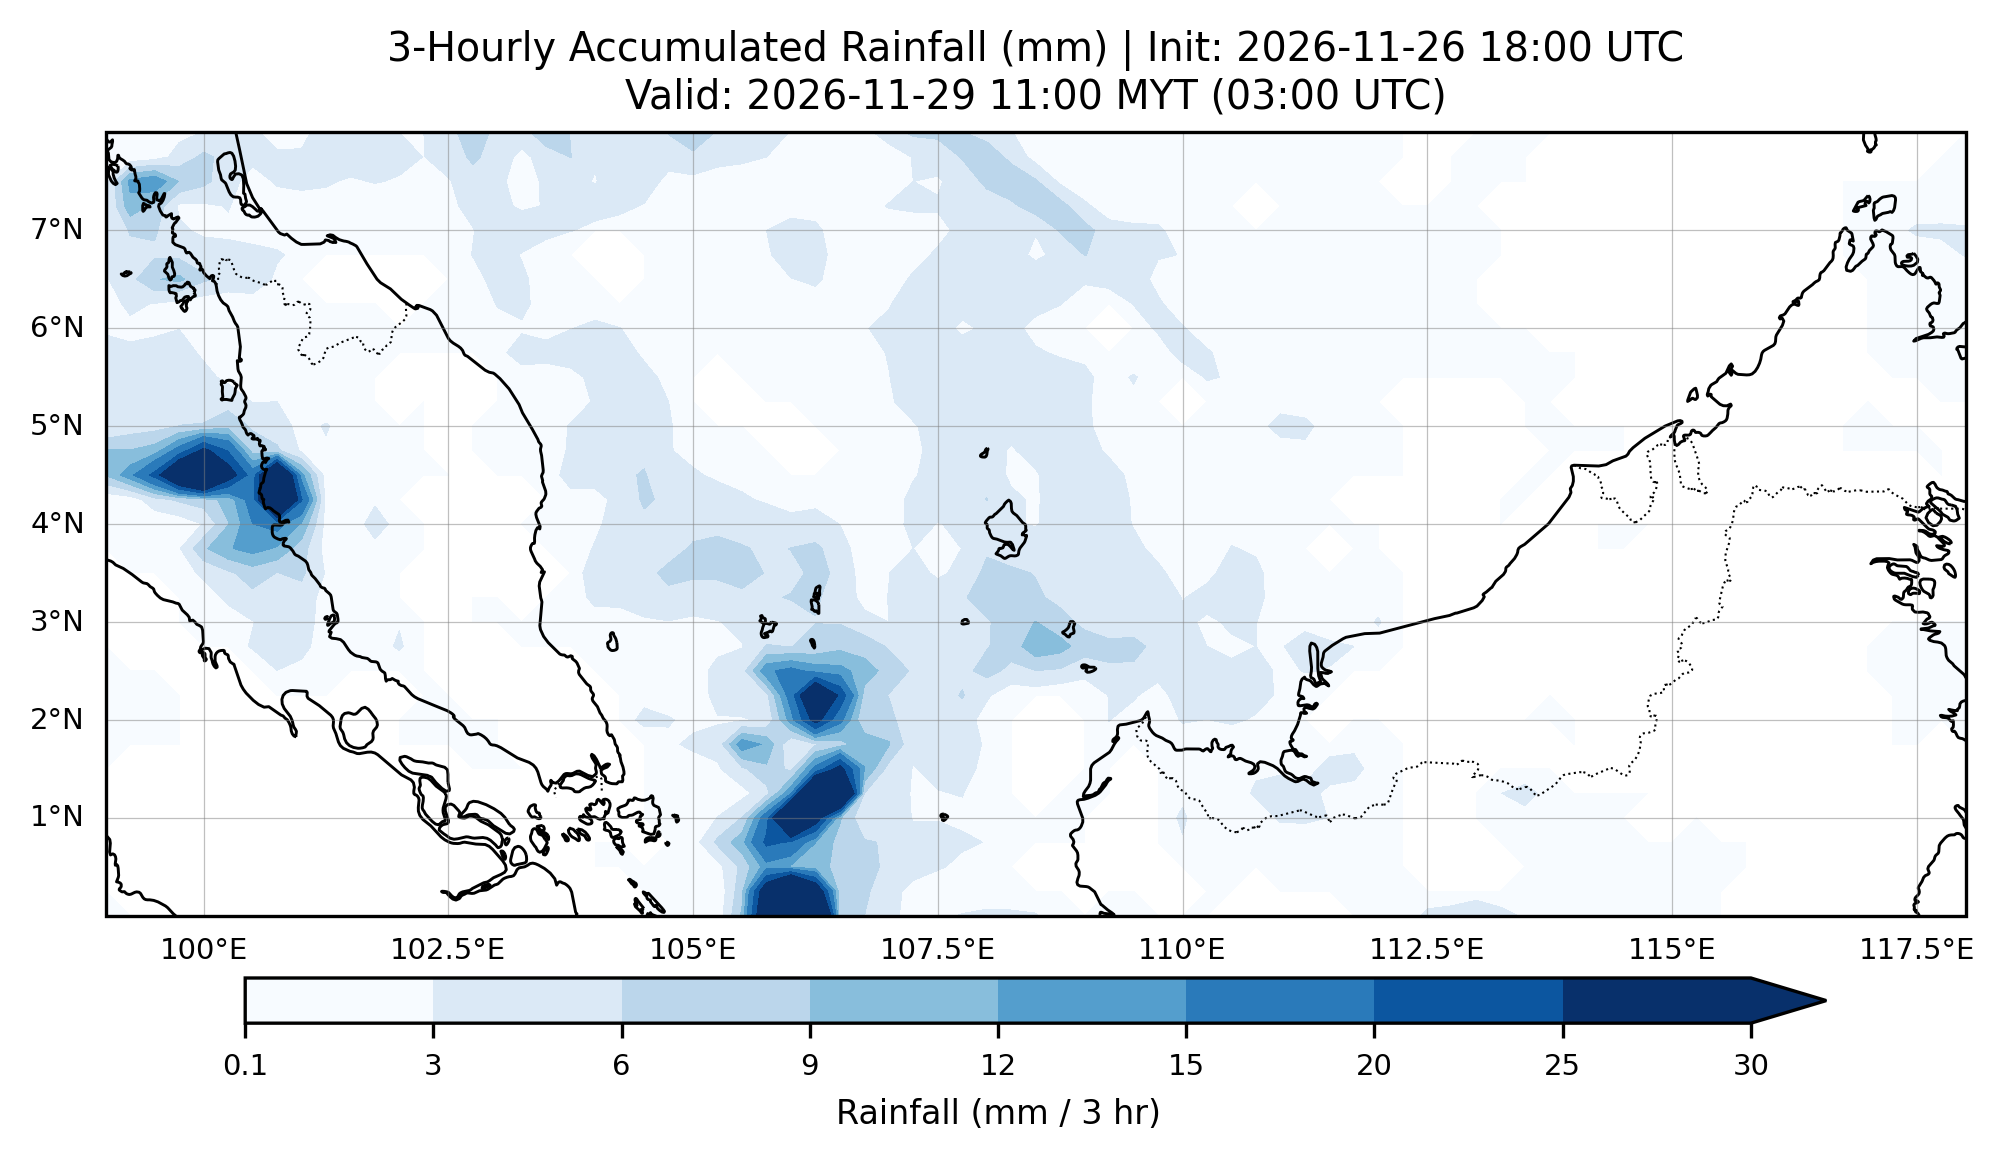 3-Hourly Accumulated Rainfall (mm) | Init: 2026-11-26 18:00 UTC
Valid: 2026-11-29 11:00 MYT (03:00 UTC)
7°N
6°N
5°N
4°N
3°N
2°N
1°N
100°E 102.5°E 105°E 107.5°E 110°E 112.5°E 115°E 117.5°E
0.1 3 6 9 12 15 20 25 30
Rainfall (mm / 3 hr)